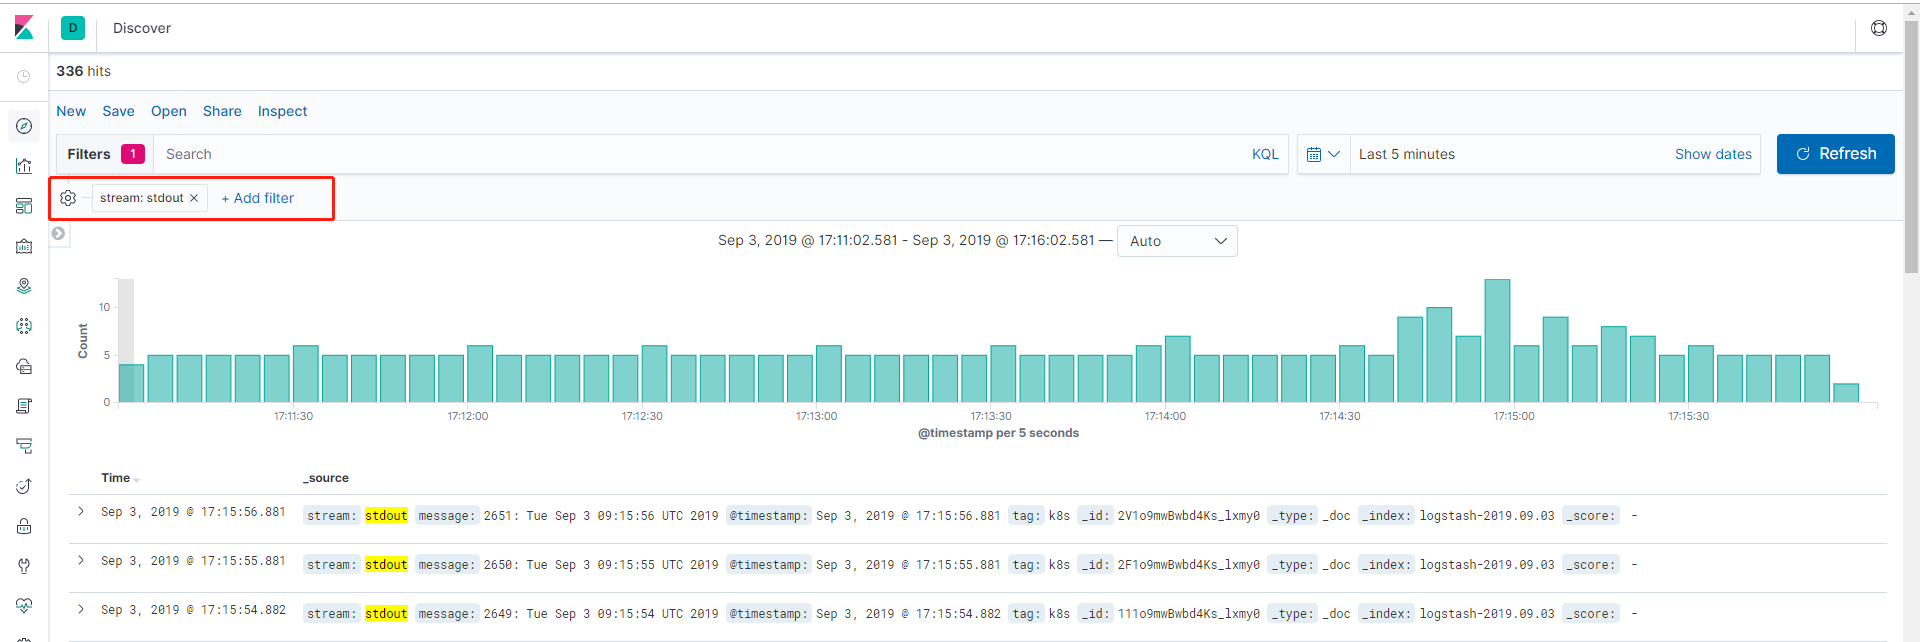 D Discover
336 hits
New Save Open Share Inspect
Filters 1 Search KQL Last 5 minutes Show dates Refresh
stream: stdout × + Add filter
Sep 3, 2019 @ 17:11:02.581 - Sep 3, 2019 @ 17:16:02.581 — Auto
10
5
0
Count
17:11:30 17:12:00 17:12:30 17:13:00 17:13:30 17:14:00 17:14:30 17:15:00 17:15:30
@timestamp per 5 seconds
Time _source
Sep 3, 2019 @ 17:15:56.881 stream: stdout message: 2651: Tue Sep 3 09:15:56 UTC 2019 @timestamp: Sep 3, 2019 @ 17:15:56.881 tag: k8s _id: 2V1o9mwBwbd4Ks_lxmy0 _type: _doc _index: logstash-2019.09.03 _score: -
Sep 3, 2019 @ 17:15:55.881 stream: stdout message: 2650: Tue Sep 3 09:15:55 UTC 2019 @timestamp: Sep 3, 2019 @ 17:15:55.881 tag: k8s _id: 2F1o9mwBwbd4Ks_lxmy0 _type: _doc _index: logstash-2019.09.03 _score: -
Sep 3, 2019 @ 17:15:54.882 stream: stdout message: 2649: Tue Sep 3 09:15:54 UTC 2019 @timestamp: Sep 3, 2019 @ 17:15:54.882 tag: k8s _id: 111o9mwBwbd4Ks_lxmy0 _type: _doc _index: logstash-2019.09.03 _score: -